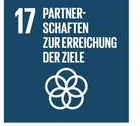 17 PARTNER-
SCHAFTEN
ZUR ERREICHUNG
DER ZIELE